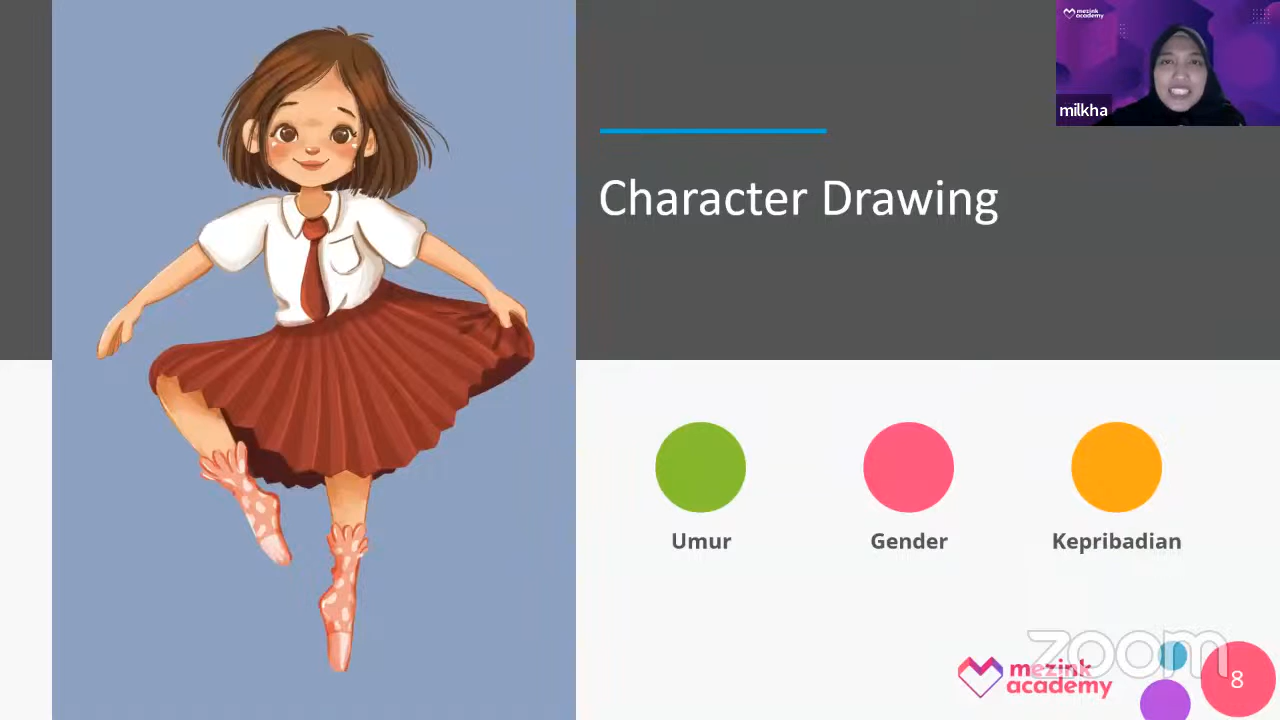 mezink
academy
milkha
Character Drawing
Umur
Gender
Kepribadian
zoom
mezink
academy
8